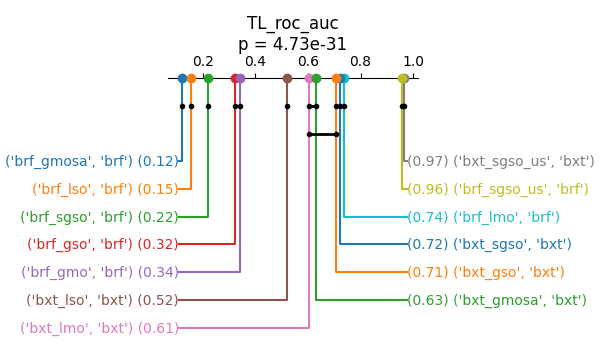 TL_roc_auc
p = 4.73e-31
0.2 0.4 0.6 0.8 1.0
('brf_gmosa', 'brf') (0.12)
('brf_lso', 'brf') (0.15)
('brf_sgso', 'brf') (0.22)
('brf_gso', 'brf') (0.32)
('brf_gmo', 'brf') (0.34)
('bxt_lso', 'bxt') (0.52)
('bxt_lmo', 'bxt') (0.61)
(0.97) ('bxt_sgso_us', 'bxt')
(0.96) ('brf_sgso_us', 'brf')
(0.74) ('brf_lmo', 'brf')
(0.72) ('bxt_sgso', 'bxt')
(0.71) ('bxt_gso', 'bxt')
(0.63) ('bxt_gmosa', 'bxt')